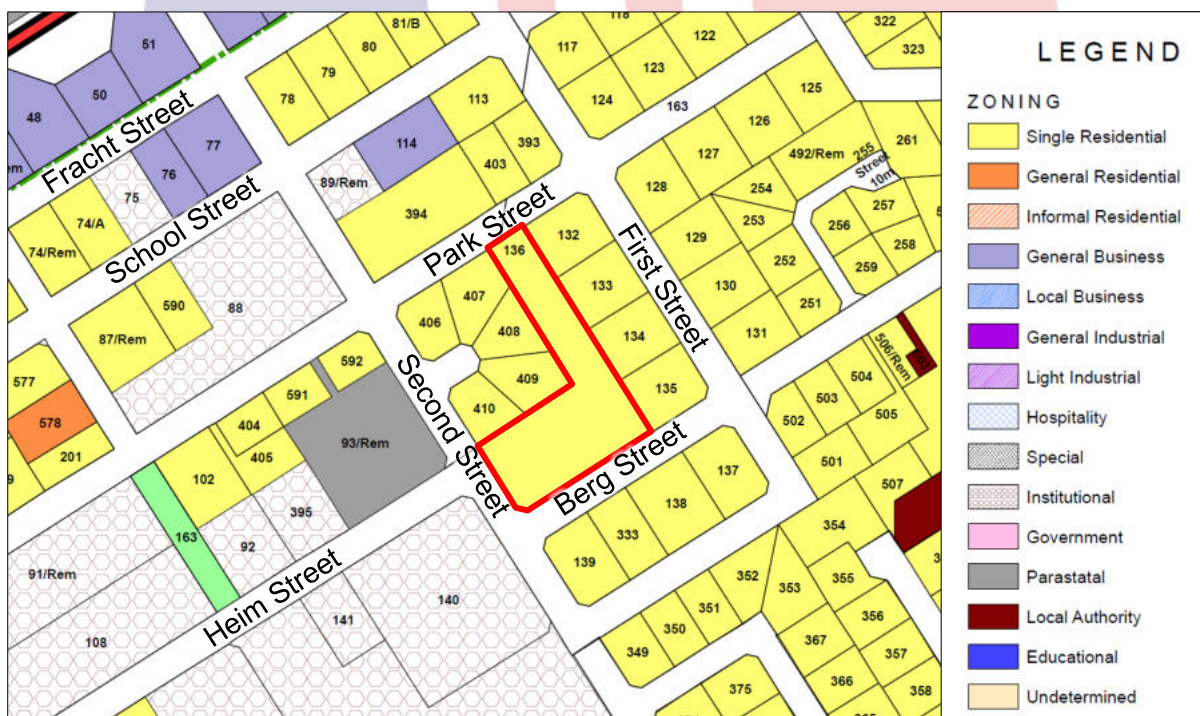 51
50
48
em
81/B
80
79
78
Fracht Street
77
76
75
74/A
74/Rem
School Street
114
113
89/Rem
393
403
394
118
117
122
123
124
163
322
323
125
126
127
128
492/Rem
255
Street
10m
261
254
253
129
252
130
251
131
256
257
258
259
Park Street
136
132
First Street
133
134
135
407
406
408
409
410
Second Street
Berg Street
590
88
87/Rem
592
591
404
405
93/Rem
102
577
578
201
9
163
395
92
91/Rem
108
Heim Street
141
140
506/Rem
504
503
502
505
501
507
137
138
333
139
354
352
353
355
351
350
349
356
367
357
366
358
375
365
LEGEND
ZONING
Single Residential
General Residential
Informal Residential
General Business
Local Business
General Industrial
Light Industrial
Hospitality
Special
Institutional
Government
Parastatal
Local Authority
Educational
Undetermined